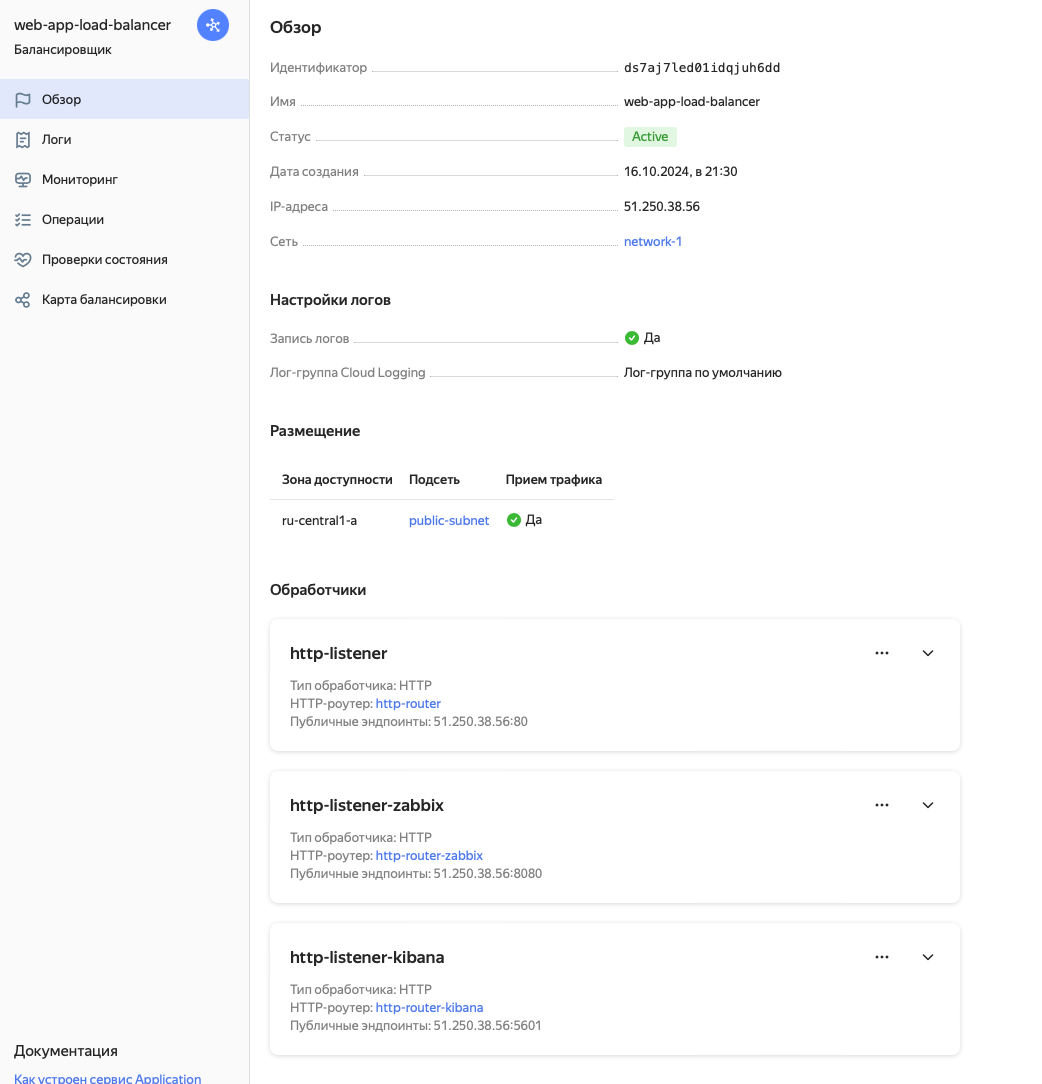 web-app-load-balancer
Балансировщик
Обзор
Логи
Мониторинг
Операции
Проверки состояния
Карта балансировки
Документация
Как устроен сервис Application
Обзор
Идентификатор ds7aj7led01idqjuh6dd
Имя web-app-load-balancer
Статус Active
Дата создания 16.10.2024, в 21:30
IP-адреса 51.250.38.56
Сеть network-1
Настройки логов
Запись логов Да
Лог-группа Cloud Logging Лог-группа по умолчанию
Размещение
Зона доступности Подсеть Прием трафика
ru-central1-a public-subnet Да
Обработчики
http-listener
Тип обработчика: HTTP
HTTP-роутер: http-router
Публичные эндпоинты: 51.250.38.56:80
http-listener-zabbix
Тип обработчика: HTTP
HTTP-роутер: http-router-zabbix
Публичные эндпоинты: 51.250.38.56:8080
http-listener-kibana
Тип обработчика: HTTP
HTTP-роутер: http-router-kibana
Публичные эндпоинты: 51.250.38.56:5601